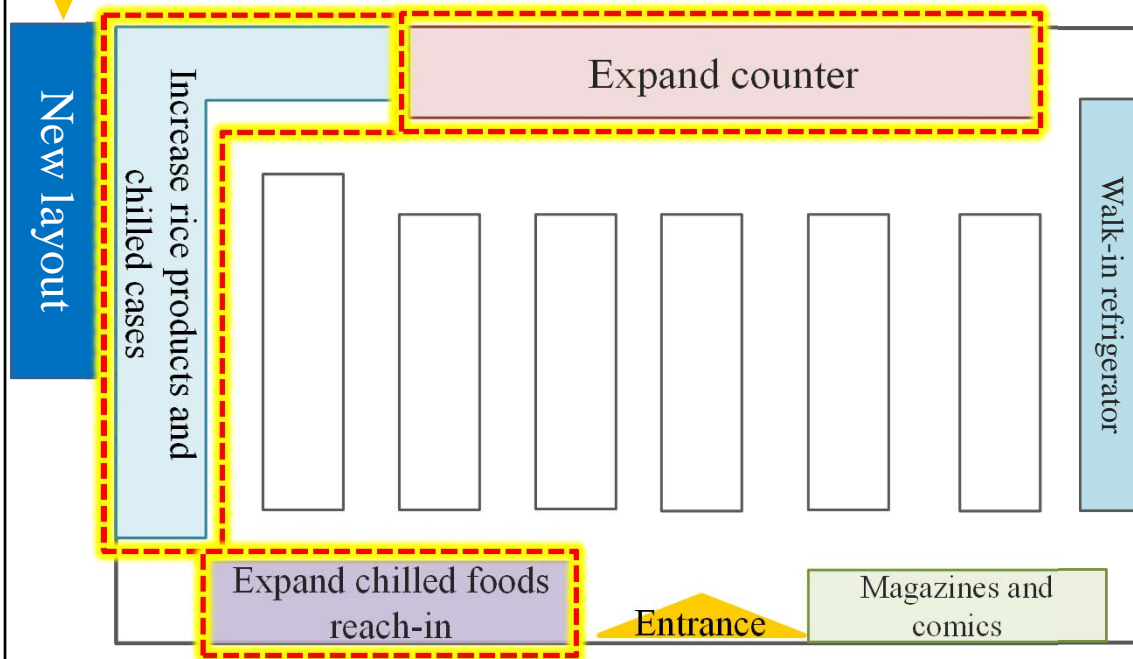 New layout
Increase rice products and
chilled cases
Expand counter
Walk-in refrigerator
Expand chilled foods
reach-in
Entrance
Magazines and
comics